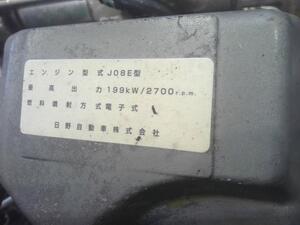 エンジン型式J08E型
最高出力199kW/2700r.p.m.
燃料噴射方式電子式
日野自動車株式会社